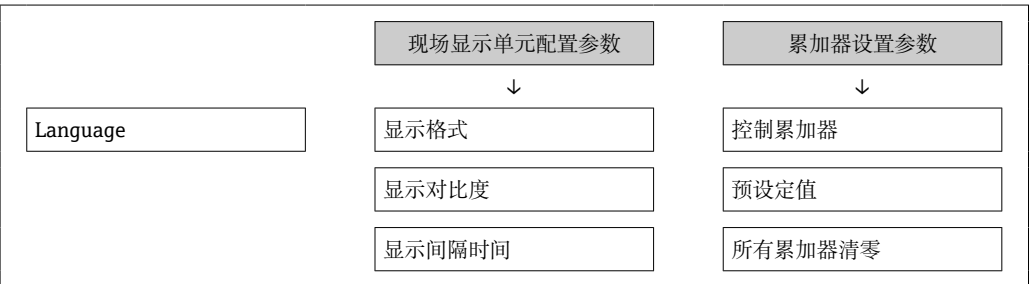 现场显示单元配置参数
累加器设置参数
↓
↓
Language
显示格式
控制累加器
显示对比度
预设定值
显示间隔时间
所有累加器清零